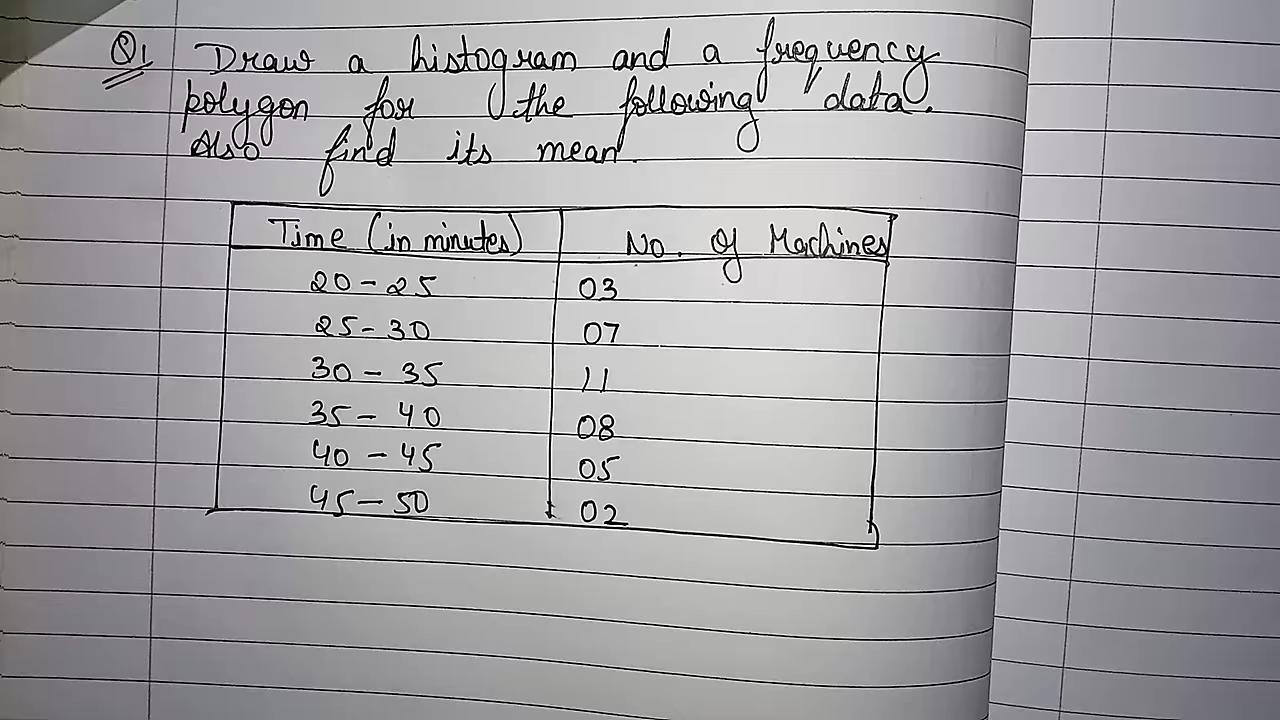 Q1 Draw a histogram and a frequency
polygon for the following data.
Also find its mean.
Time (in minutes) No. Of Machines
20 - 25 03
25 - 30 07
30 - 35 11
35 - 40 08
40 - 45 05
45 - 50 02